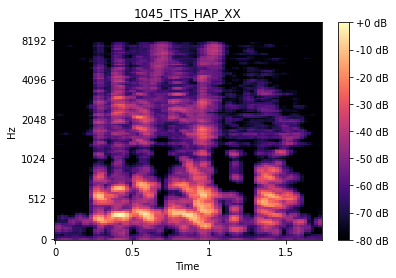 1045_ITS_HAP_XX
+0 dB
8192
-10 dB
4096
-20 dB
-30 dB
2048
-40 dB
Hz
1024
-50 dB
512
-60 dB
-70 dB
0
-80 dB
0
0.5
1
1.5
Time